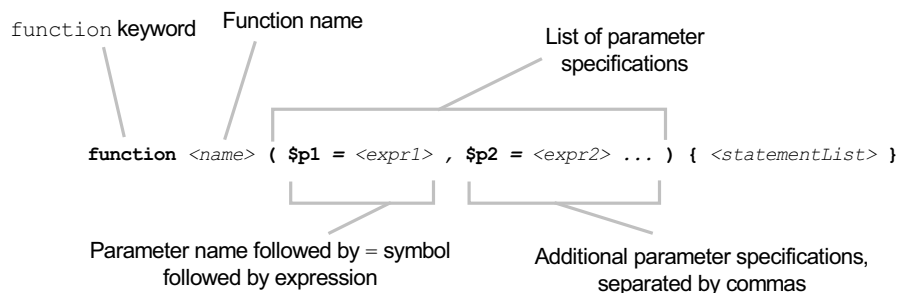 function keyword
Function name
List of parameter
specifications
function <name> ( $p1 = <expr1> , $p2 = <expr2> ... ) { <statementList> }
Parameter name followed by = symbol
followed by expression
Additional parameter specifications,
separated by commas